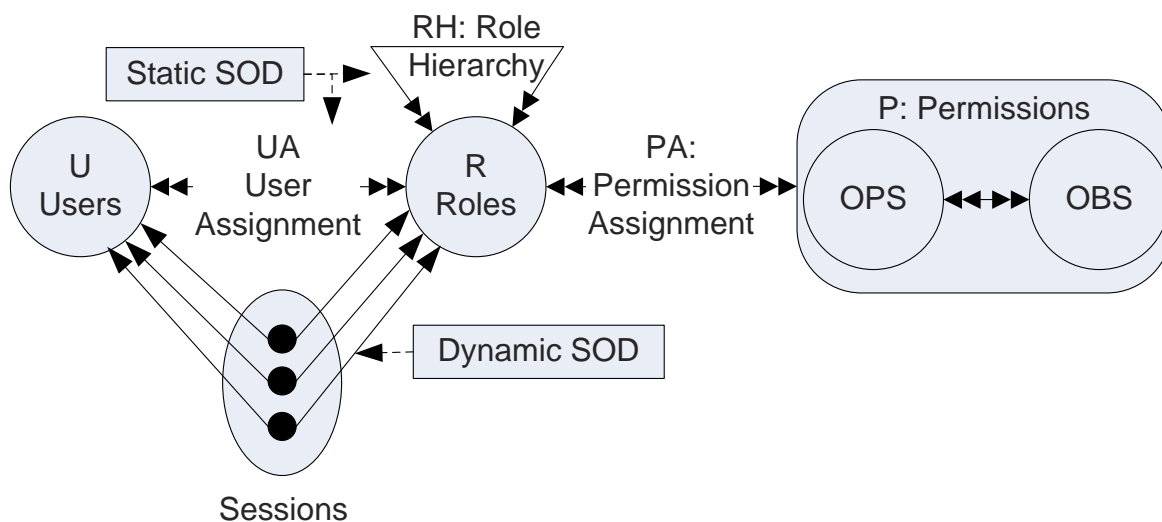 RH: Role
Hierarchy
Static SOD
P: Permissions
U
Users
UA
User
Assignment
R
Roles
PA:
Permission
Assignment
OPS
OBS
Dynamic SOD
Sessions